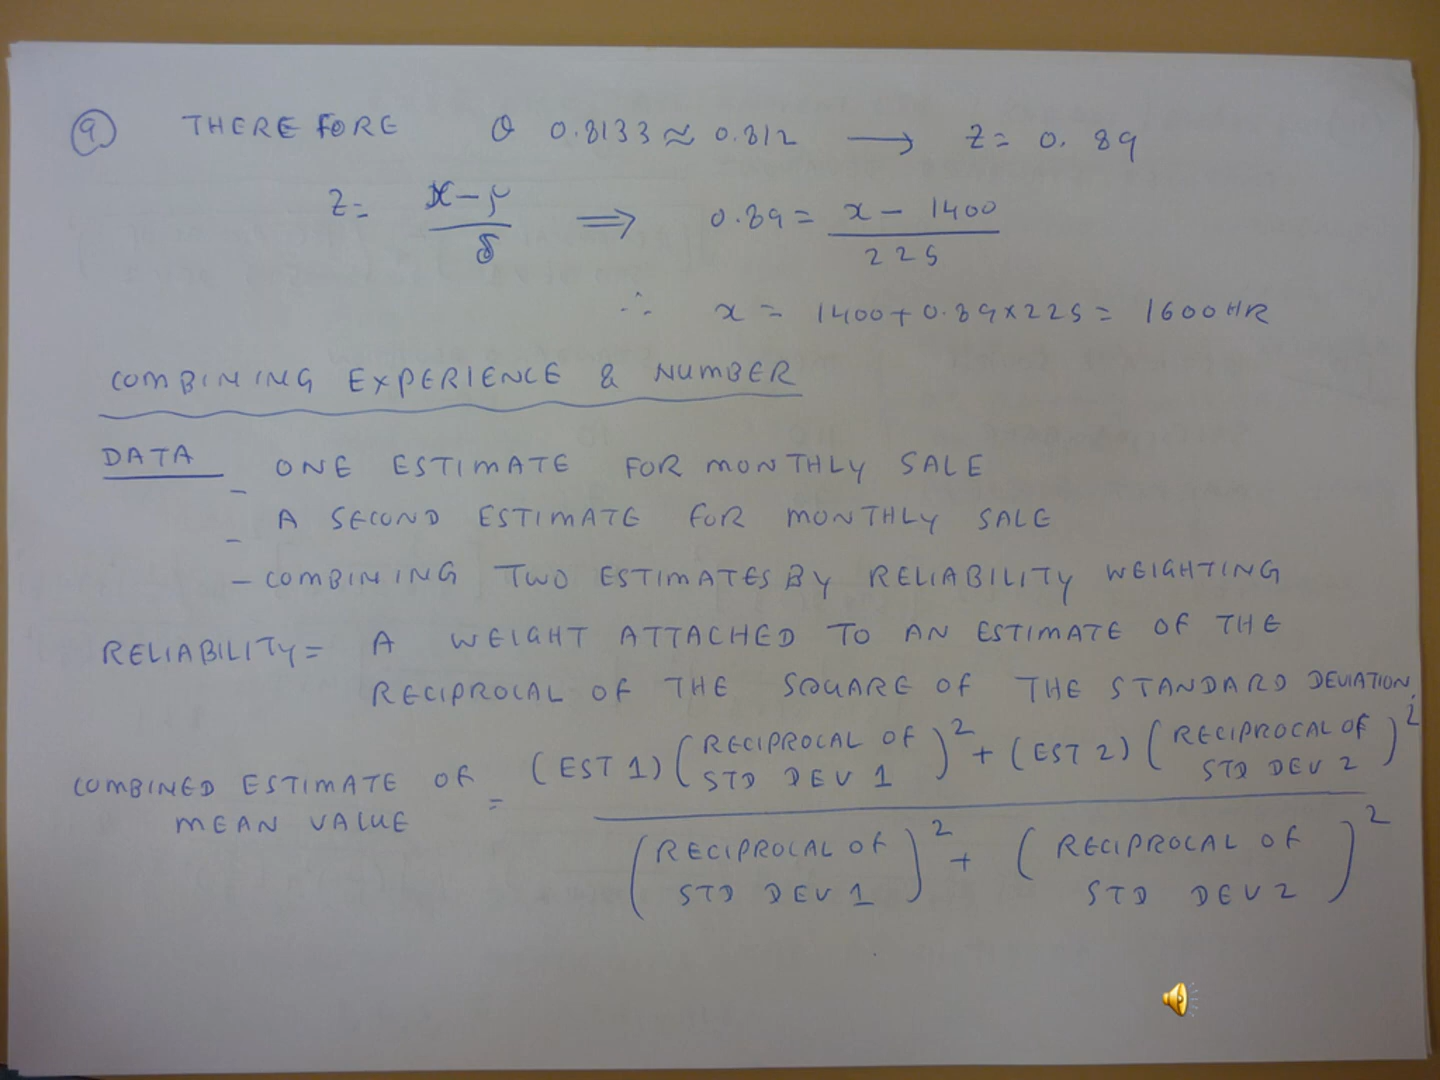 9 THEREFORE Q 0.8133 ≈ 0.812 → Z = 0.89
Z = (x - μ) / δ ⇒ 0.89 = (x - 1400) / 225
∴ x = 1400 + 0.89 × 225 = 1600 HR
COMBINING EXPERIENCE & NUMBER
DATA - ONE ESTIMATE FOR MONTHLY SALE
- A SECOND ESTIMATE FOR MONTHLY SALE
- COMBINING TWO ESTIMATES BY RELIABILITY WEIGHTING
RELIABILITY = A WEIGHT ATTACHED TO AN ESTIMATE OF THE
RECIPROCAL OF THE SQUARE OF THE STANDARD DEVIATION.
COMBINED ESTIMATE OF MEAN VALUE = (EST 1) (RECIPROCAL OF STD DEV 1)² + (EST 2) (RECIPROCAL OF STD DEV 2)²
(RECIPROCAL OF STD DEV 1)² + (RECIPROCAL OF STD DEV 2)²